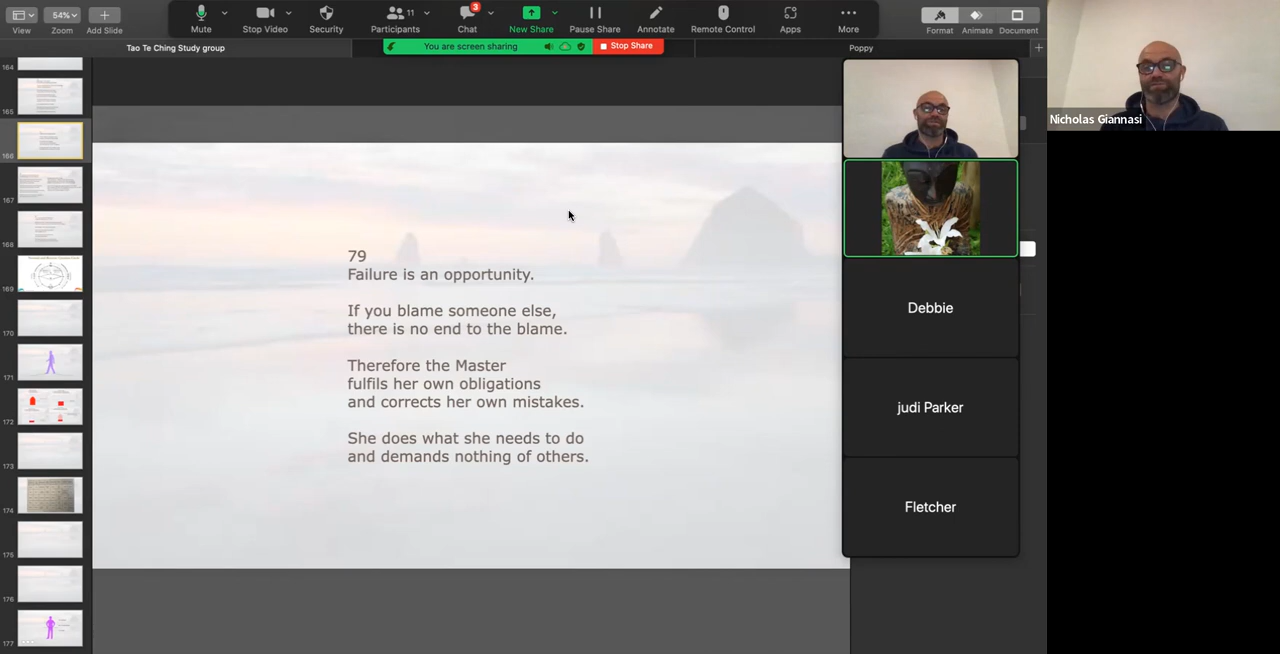 54%
View
Zoom
Add Slide
Mute
Stop Video
Security
11
Participants
3
Chat
New Share
Pause Share
Annotate
Remote Control
Apps
More
Format
Animate
Document
Tao Te Ching Study group
You are screen sharing
Stop Share
Poppy
164
165
166
167
168
169
170
171
172
173
174
175
176
177
79
Failure is an opportunity.
If you blame someone else,
there is no end to the blame.
Therefore the Master
fulfils her own obligations
and corrects her own mistakes.
She does what she needs to do
and demands nothing of others.
Debbie
judi Parker
Fletcher
Nicholas Giannasi